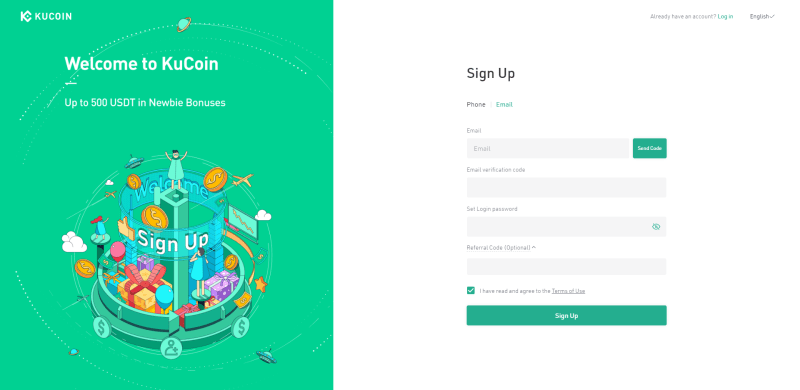 KUCOIN
Welcome to KuCoin
Up to 500 USDT in Newbie Bonuses
Welcome
Sign Up
Already have an account? Log in
English
Sign Up
Phone | Email
Email
Email
Send Code
Email verification code
Set Login password
Referral Code (Optional)
I have read and agree to the Terms of Use
Sign Up